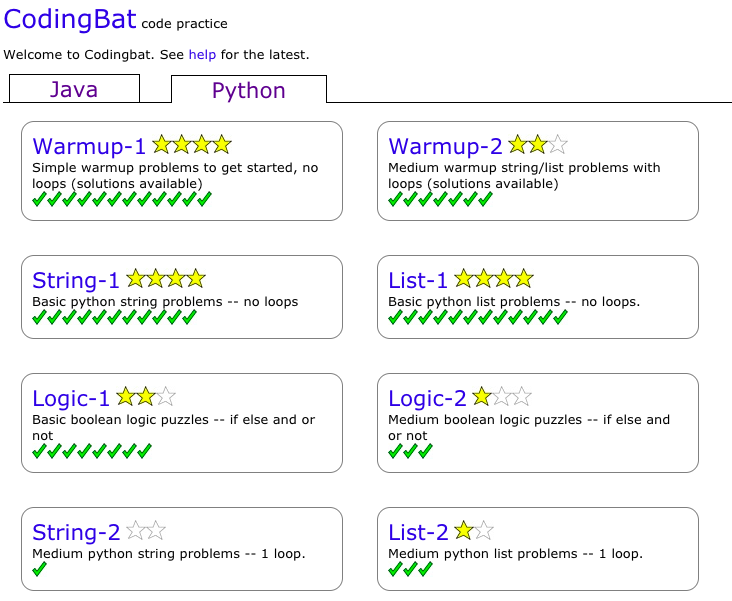 CodingBat code practice
Welcome to Codingbat. See help for the latest.
Java Python
Warmup-1
Simple warmup problems to get started, no
loops (solutions available)
Warmup-2
Medium warmup string/list problems with
loops (solutions available)
String-1
Basic python string problems -- no loops
List-1
Basic python list problems -- no loops.
Logic-1
Basic boolean logic puzzles -- if else and or
not
Logic-2
Medium boolean logic puzzles -- if else and
or not
String-2
Medium python string problems -- 1 loop.
List-2
Medium python list problems -- 1 loop.